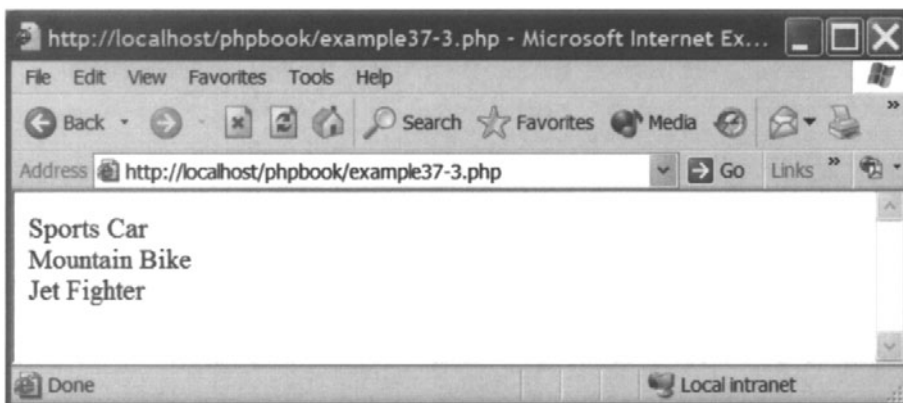 http://localhost/phpbook/example37-3.php - Microsoft Internet Ex...
File Edit View Favorites Tools Help
Back Search Favorites Media »
Address http://localhost/phpbook/example37-3.php Go Links »
Sports Car
Mountain Bike
Jet Fighter
Done Local intranet